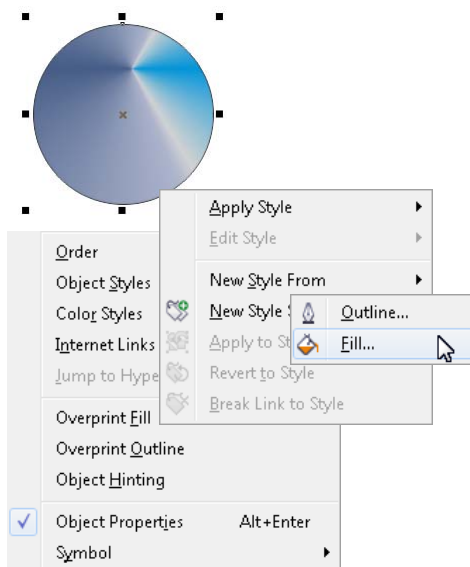 Apply Style
Edit Style
New Style From
New Style
Outline...
Fill...
Apply to St
Revert to Style
Break Link to Style
Order
Object Styles
Color Styles
Internet Links
Jump to Hype
Overprint Fill
Overprint Outline
Object Hinting
Object Properties Alt+Enter
Symbol